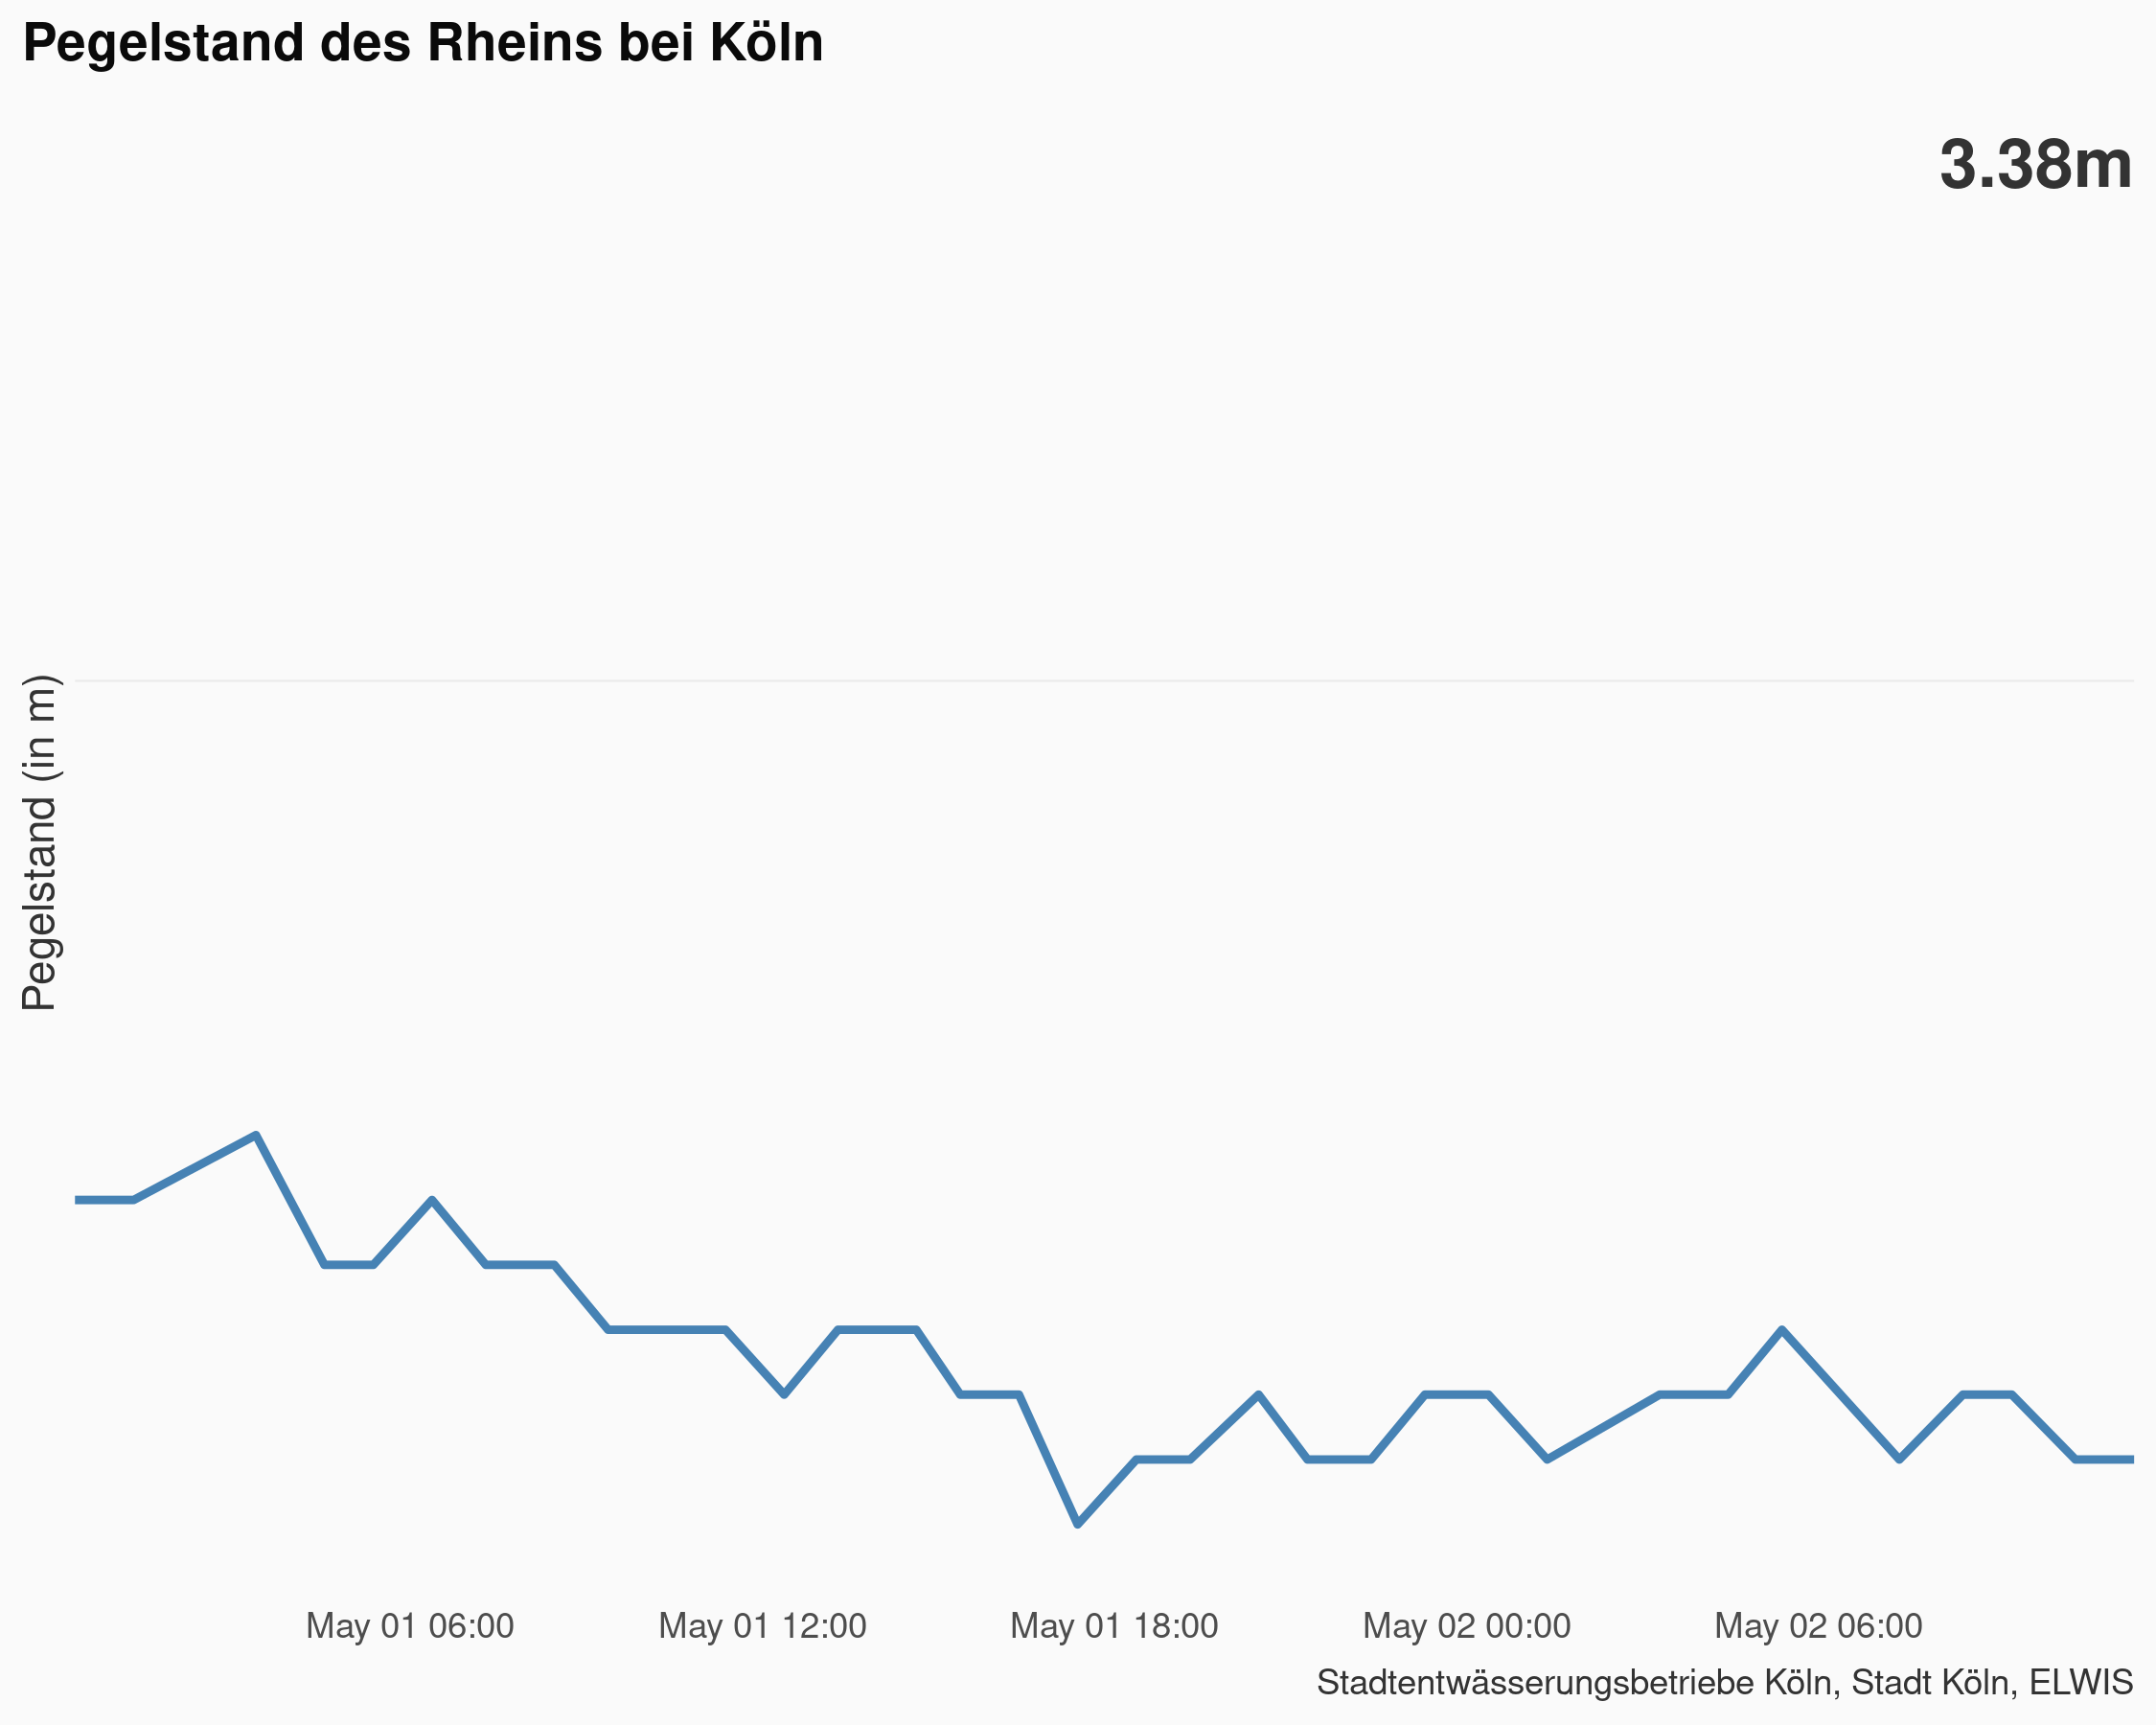 Pegelstand des Rheins bei Köln
3.38m
Pegelstand (in m)
May 01 06:00
May 01 12:00
May 01 18:00
May 02 00:00
May 02 06:00
Stadtentwässerungsbetriebe Köln, Stadt Köln, ELWIS